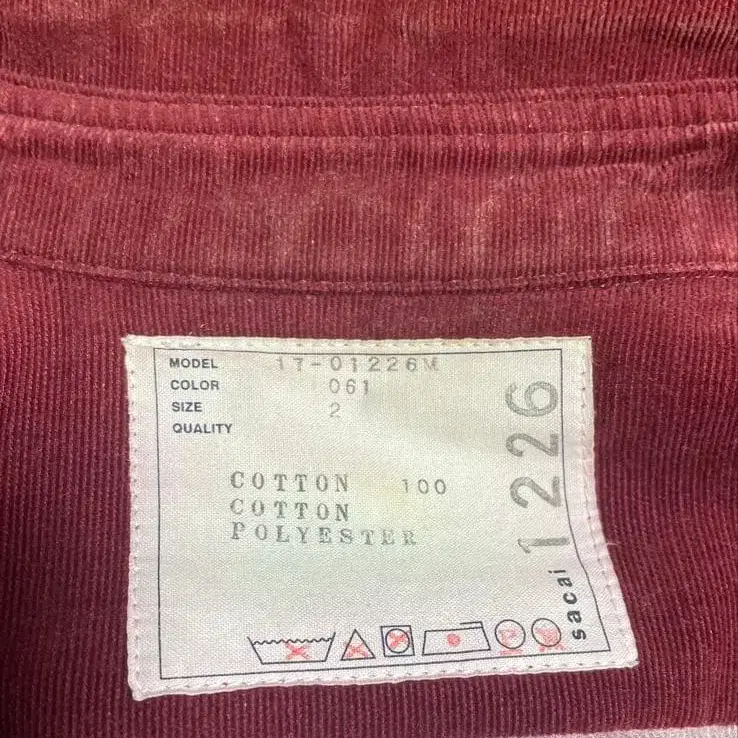 MODEL 17-01226M
COLOR 061
SIZE 2
QUALITY
COTTON 100
COTTON
POLYESTER
sacai 1226